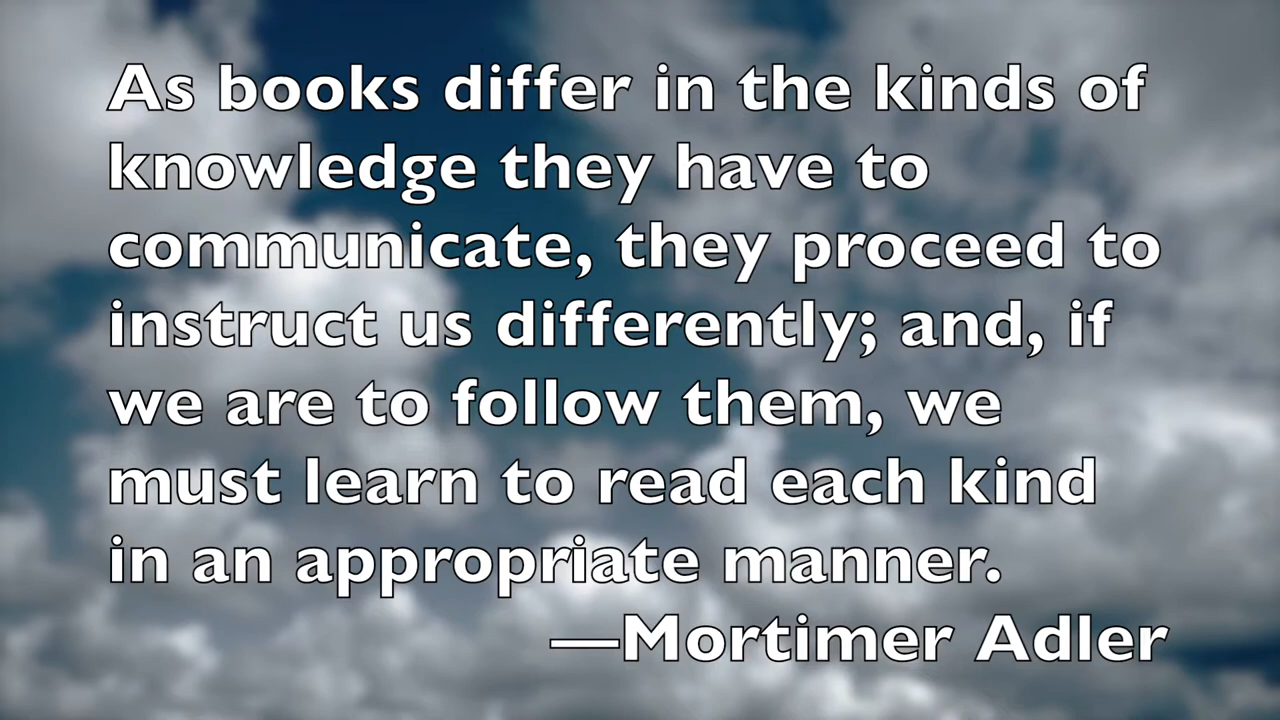 As books differ in the kinds of
knowledge they have to
communicate, they proceed to
instruct us differently; and, if
we are to follow them, we
must learn to read each kind
in an appropriate manner.
—Mortimer Adler